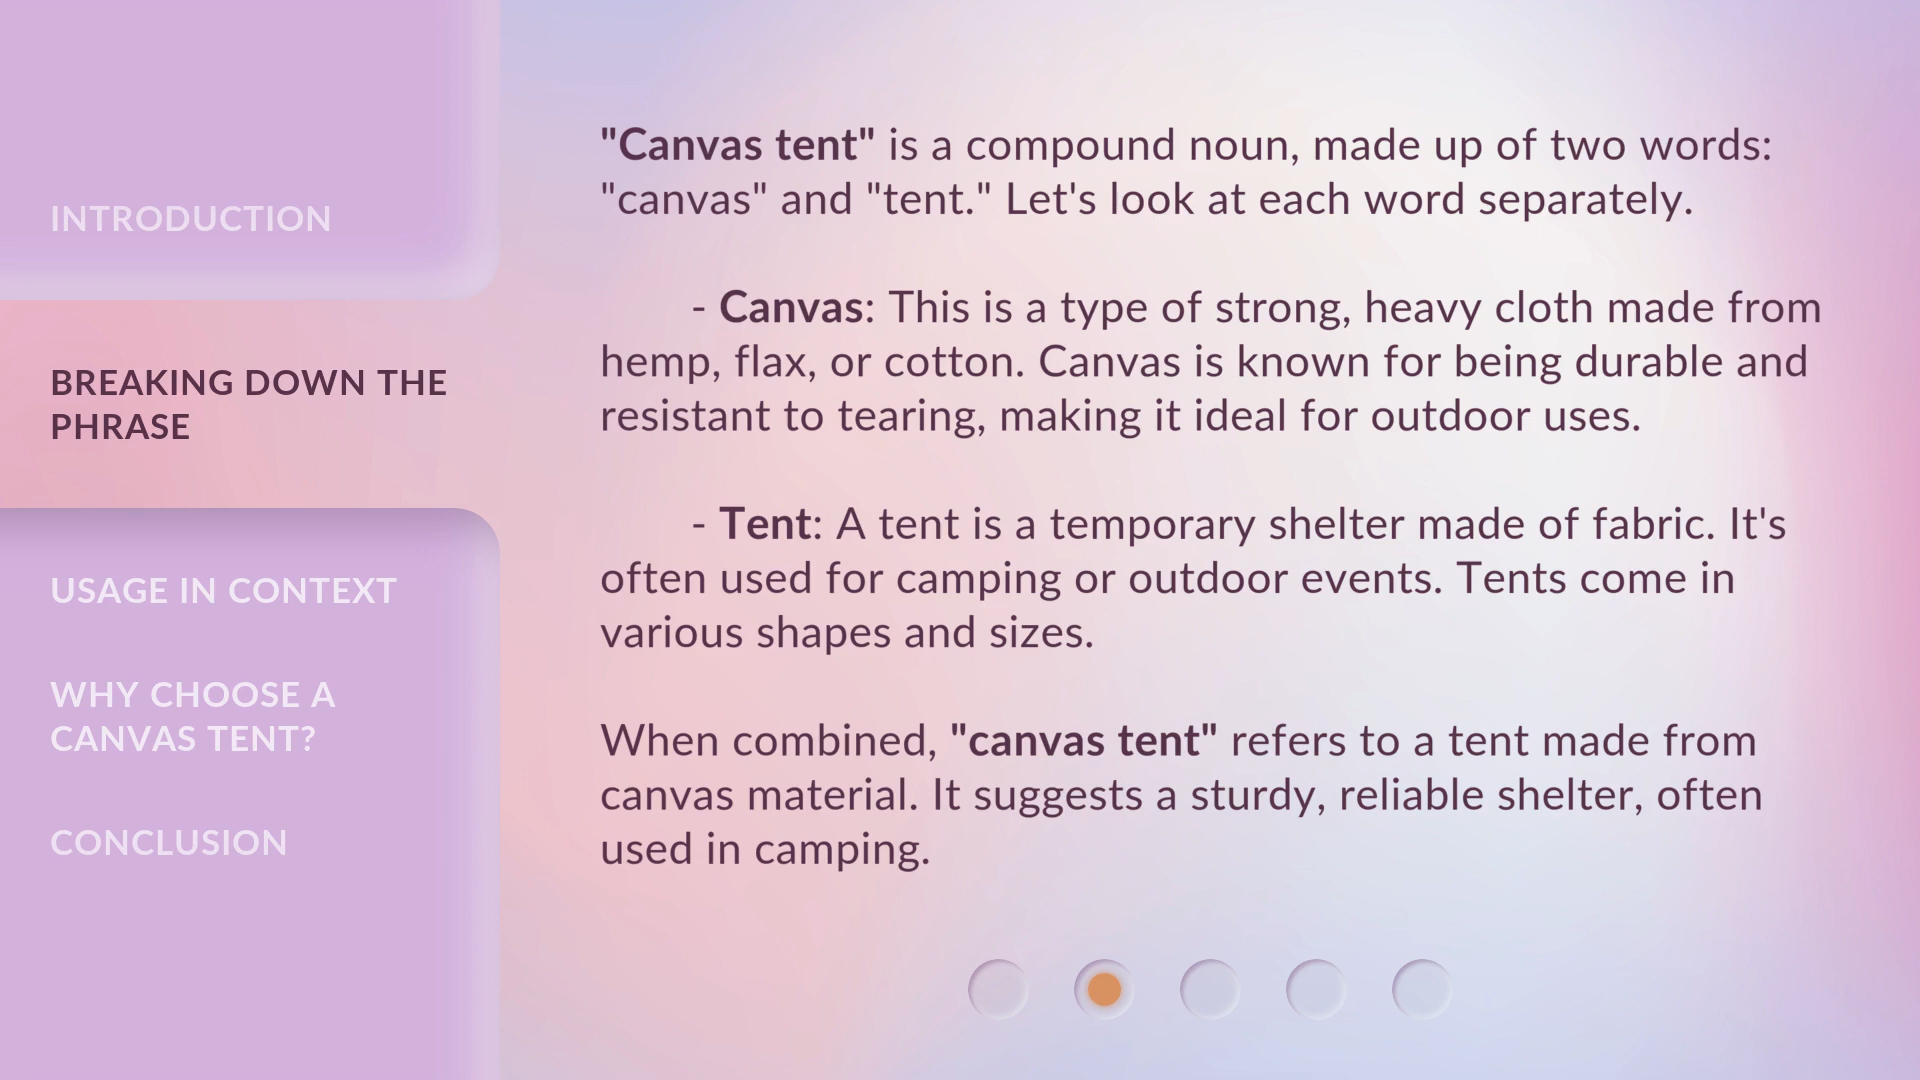 INTRODUCTION
BREAKING DOWN THE
PHRASE
USAGE IN CONTEXT
WHY CHOOSE A
CANVAS TENT?
CONCLUSION
"Canvas tent" is a compound noun, made up of two words:
"canvas" and "tent." Let's look at each word separately.
- Canvas: This is a type of strong, heavy cloth made from
hemp, flax, or cotton. Canvas is known for being durable and
resistant to tearing, making it ideal for outdoor uses.
- Tent: A tent is a temporary shelter made of fabric. It's
often used for camping or outdoor events. Tents come in
various shapes and sizes.
When combined, "canvas tent" refers to a tent made from
canvas material. It suggests a sturdy, reliable shelter, often
used in camping.